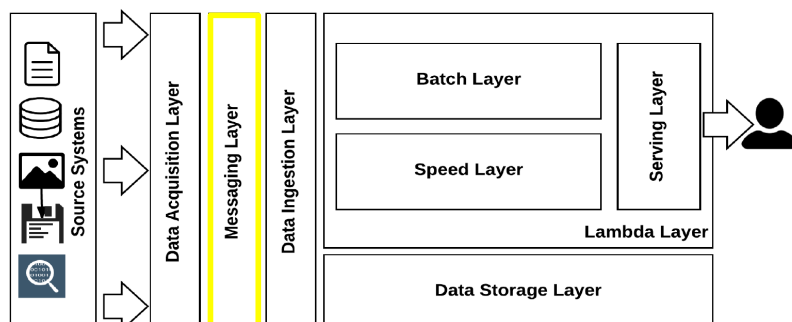 Source Systems
Data Acquisition Layer
Messaging Layer
Data Ingestion Layer
Batch Layer
Speed Layer
Serving Layer
Lambda Layer
Data Storage Layer